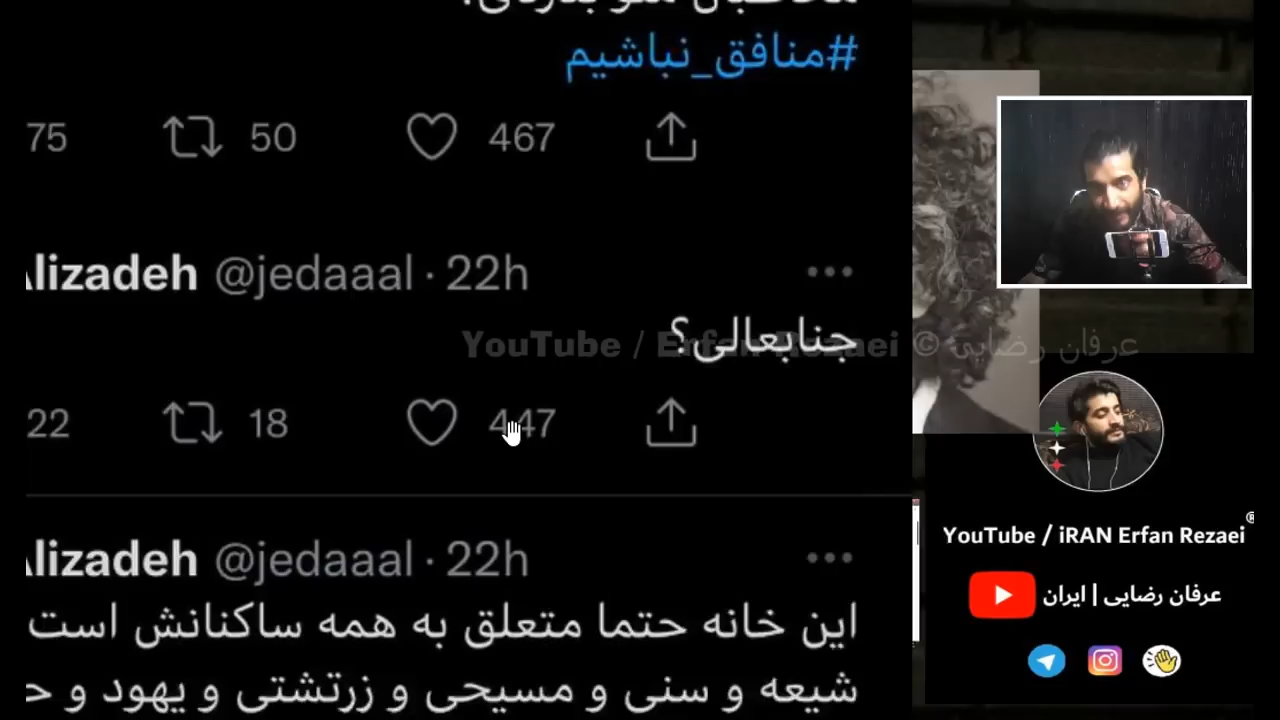 #منافق_نباشیم
75 50 467
Alizadeh @jedaaal · 22h
جنابعالی؟
YouTube / Erfan Rezaei © عرفان رضایی
22 18 447
Alizadeh @jedaaal · 22h
این خانه حتما متعلق به همه ساکنانش است
شیعه و سنی و مسیحی و زرتشتی و یهود و
YouTube / iRAN Erfan Rezaei®
عرفان رضایی | ایران